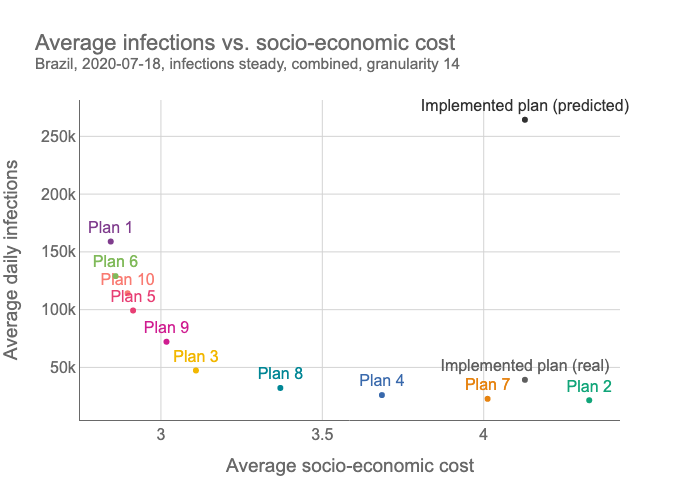 Average infections vs. socio-economic cost
Brazil, 2020-07-18, infections steady, combined, granularity 14
Implemented plan (predicted)
250k
200k
Plan 1
150k
Plan 6
Plan 10
Plan 5
100k
Plan 9
Plan 3
Implemented plan (real)
50k
Plan 8
Plan 4
Plan 7
Plan 2
3
3.5
4
Average socio-economic cost
Average daily infections